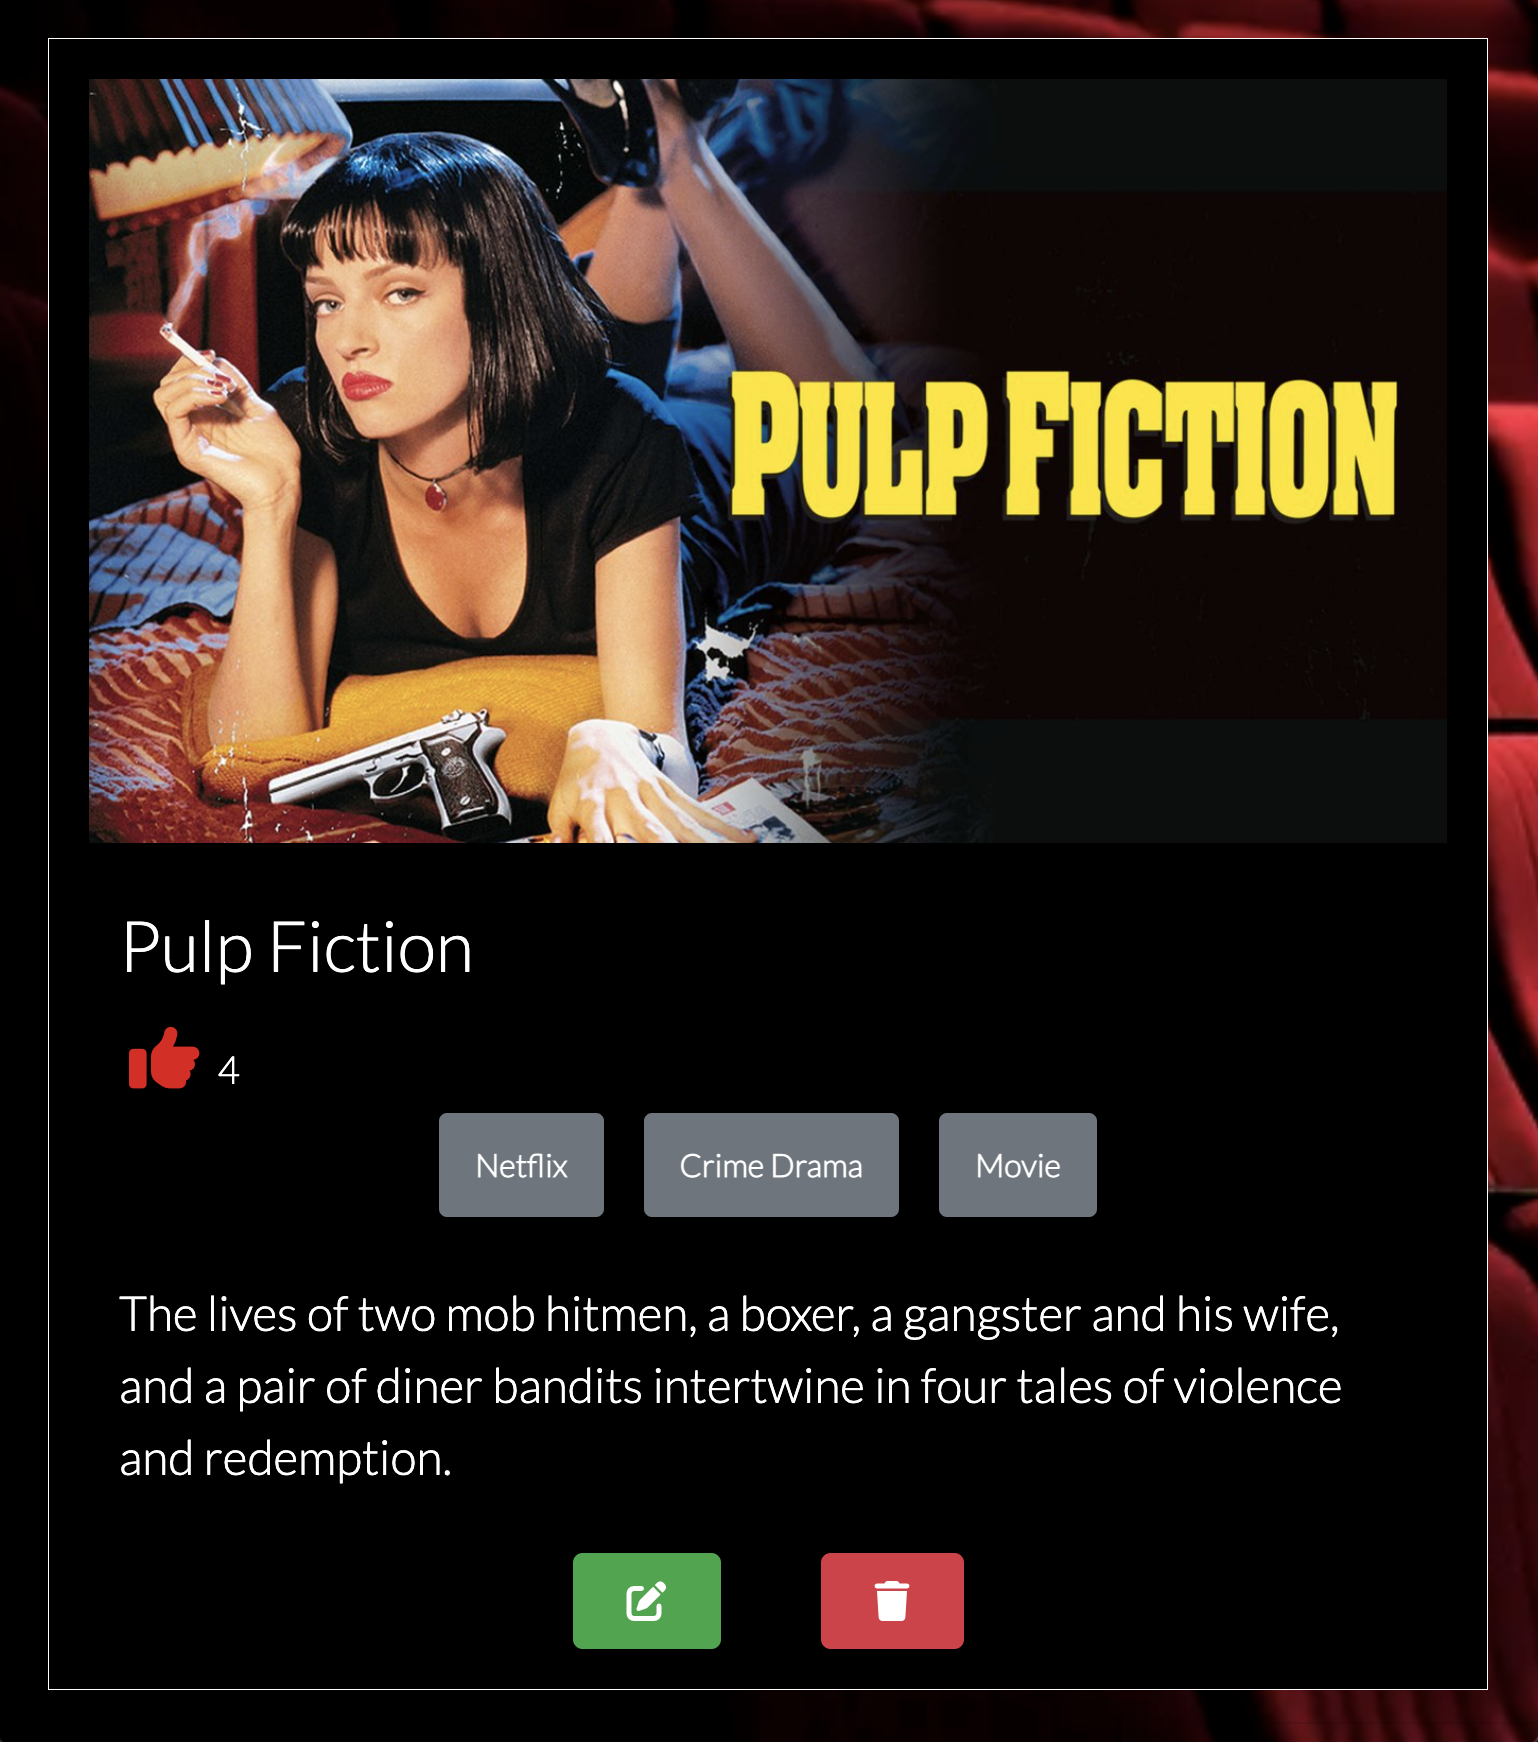 PULP FICTION
Pulp Fiction
4
Netflix
Crime Drama
Movie
The lives of two mob hitmen, a boxer, a gangster and his wife,
and a pair of diner bandits intertwine in four tales of violence
and redemption.